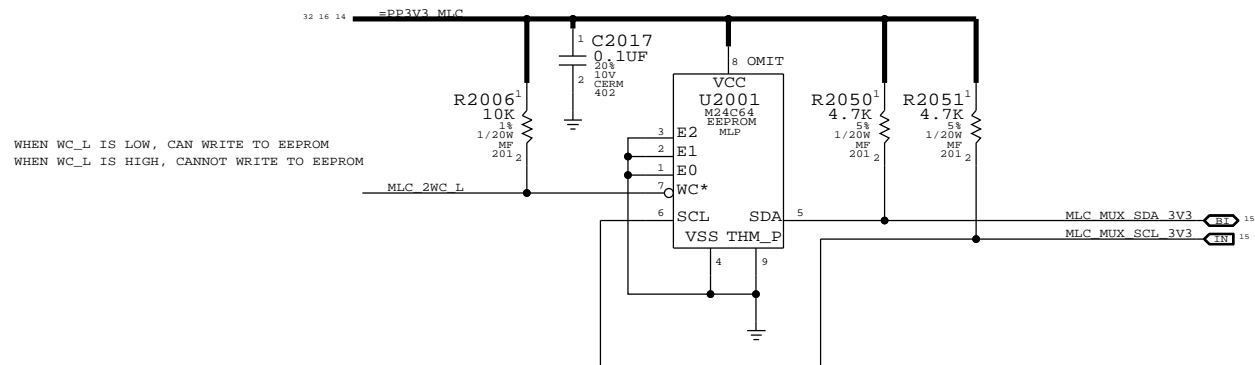 32 16 14
=PP3V3_MLC
1
C2017
0.1UF
20%
10V
CERM
402
2
8
OMIT
VCC
U2001
M24C64
EEPROM
MLP
R2006
1
10K
1%
1/20W
MF
201
2
R2050
1
4.7K
5%
1/20W
MF
201
2
R2051
1
4.7K
5%
1/20W
MF
201
2
WHEN WC_L IS LOW, CAN WRITE TO EEPROM
WHEN WC_L IS HIGH, CANNOT WRITE TO EEPROM
3
E2
2
E1
1
E0
MLC_2WC_L
7
WC*
6
SCL
SDA
5
MLC_MUX_SDA_3V3
BI
15
MLC_MUX_SCL_3V3
IN
15
VSS
THM_P
4
9